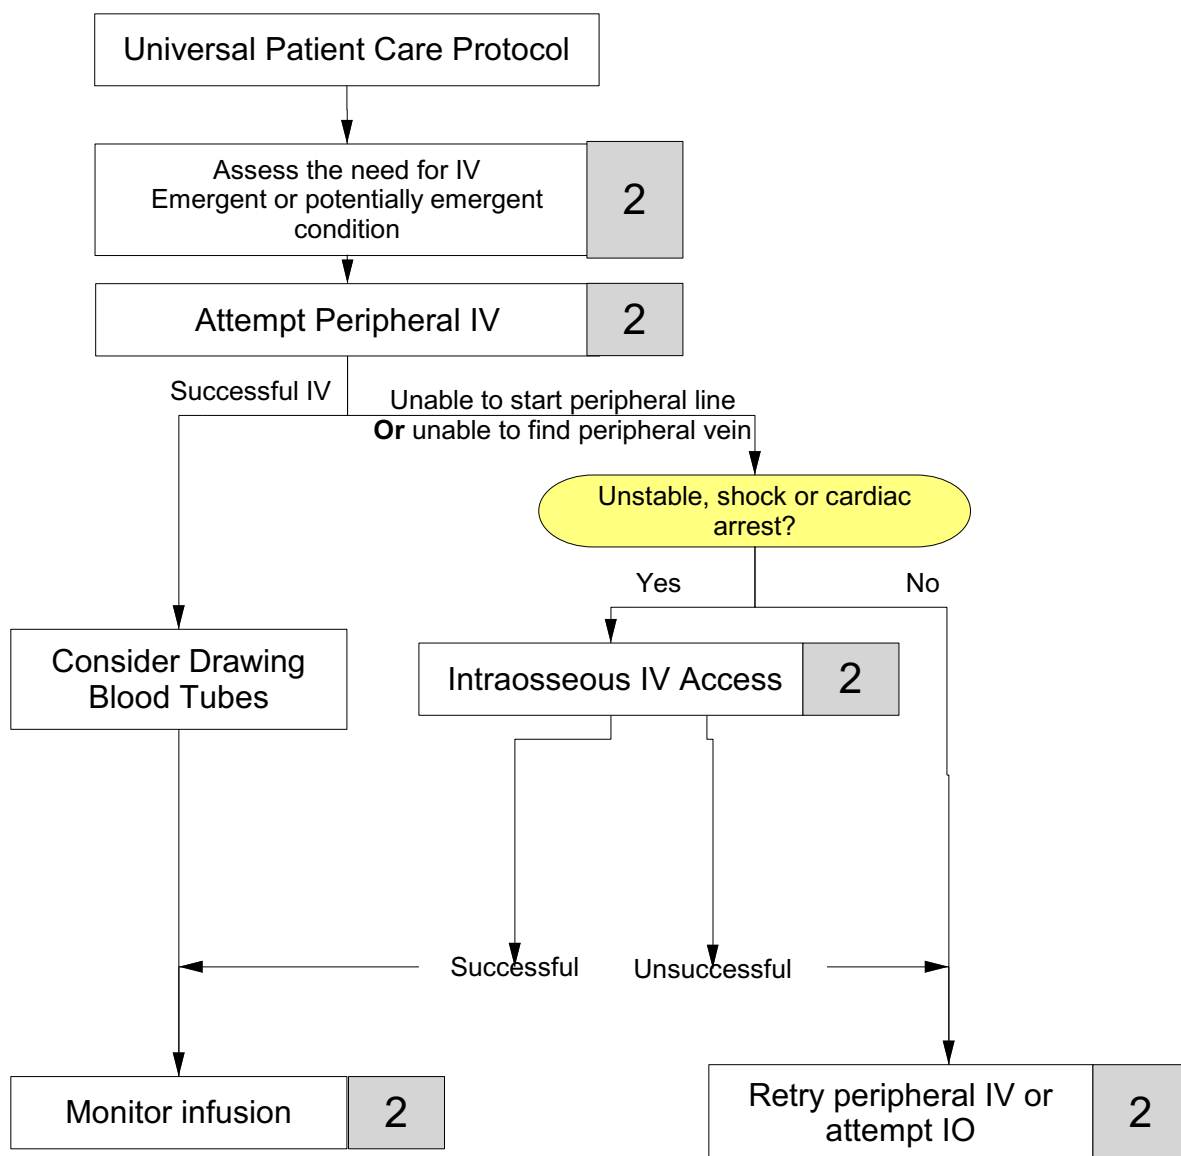 Universal Patient Care Protocol
Assess the need for IV
Emergent or potentially emergent
condition
2
Attempt Peripheral IV
2
Successful IV
Unable to start peripheral line
Or unable to find peripheral vein
Unstable, shock or cardiac
arrest?
Yes
No
Consider Drawing
Blood Tubes
Intraosseous IV Access
2
Successful
Unsuccessful
Monitor infusion
2
Retry peripheral IV or
attempt IO
2